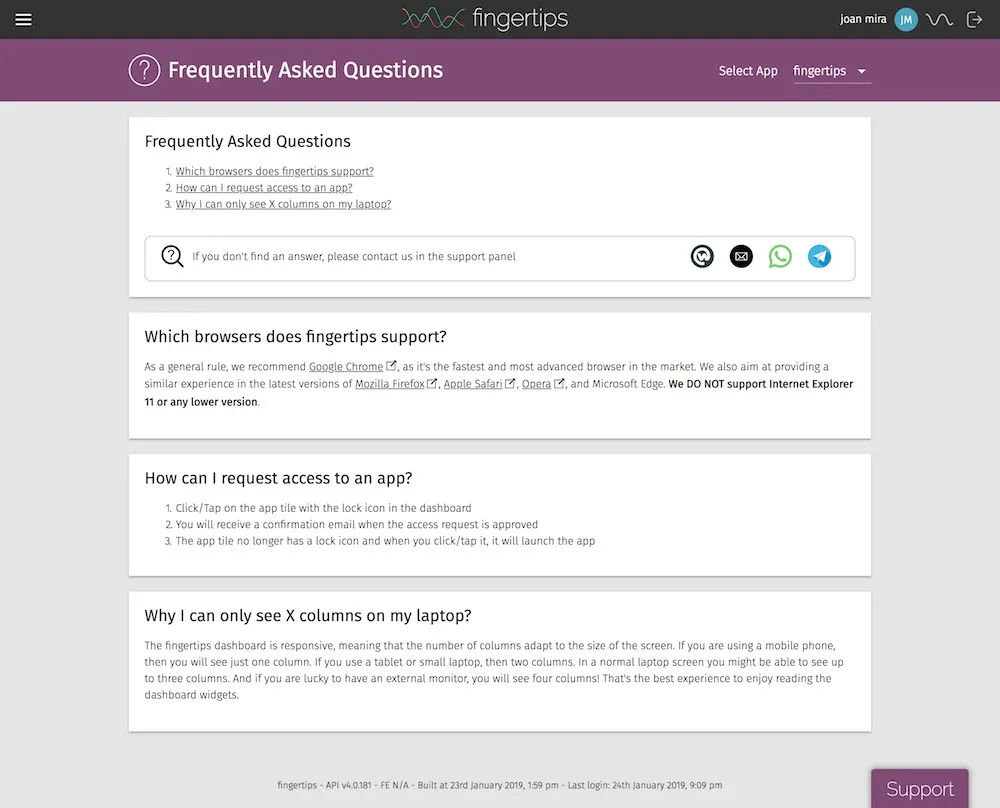 fingertips
joan mira JM
Frequently Asked Questions
Select App fingertips
Frequently Asked Questions
1. Which browsers does fingertips support?
2. How can I request access to an app?
3. Why I can only see X columns on my laptop?
If you don't find an answer, please contact us in the support panel
Which browsers does fingertips support?
As a general rule, we recommend Google Chrome, as it's the fastest and most advanced browser in the market. We also aim at providing a
similar experience in the latest versions of Mozilla Firefox, Apple Safari, Opera, and Microsoft Edge. We DO NOT support Internet Explorer
11 or any lower version.
How can I request access to an app?
1. Click/Tap on the app tile with the lock icon in the dashboard
2. You will receive a confirmation email when the access request is approved
3. The app tile no longer has a lock icon and when you click/tap it, it will launch the app
Why I can only see X columns on my laptop?
The fingertips dashboard is responsive, meaning that the number of columns adapt to the size of the screen. If you are using a mobile phone,
then you will see just one column. If you use a tablet or small laptop, then two columns. In a normal laptop screen you might be able to see up
to three columns. And if you are lucky to have an external monitor, you will see four columns! That's the best experience to enjoy reading the
dashboard widgets.
fingertips - API v4.0.181 - FE N/A - Built at 23rd January 2019, 1:59 pm - Last login: 24th January 2019, 9:09 pm
Support